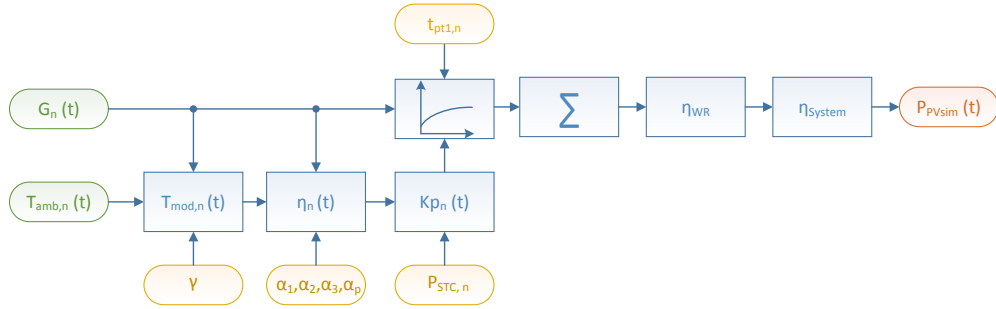 t_pt1,n
G_n (t)
∑
η_WR
η_System
P_PVsim (t)
T_amb,n (t)
T_mod,n (t)
η_n (t)
Kp_n (t)
γ
α_1,α_2,α_3,α_p
P_STC, n